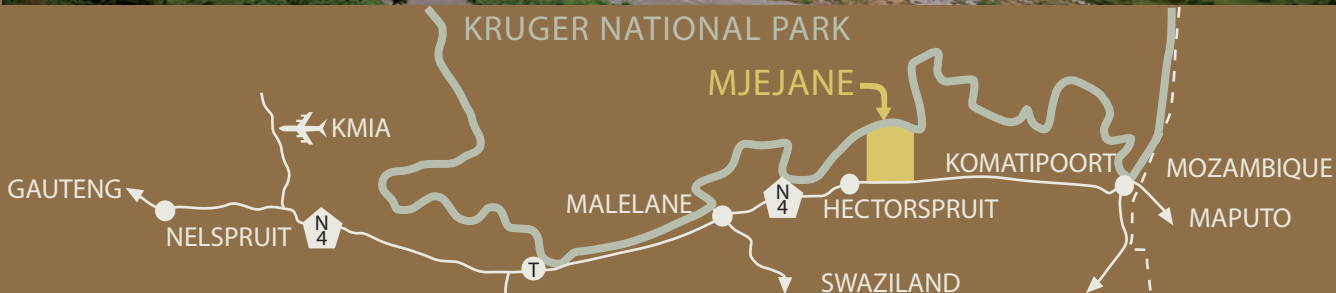 KRUGER NATIONAL PARK
MJEJANE
KMIA
KOMATIPOORT
MOZAMBIQUE
GAUTENG
MALELANE
N
4
HECTORSPRUIT
MAPUTO
NELSPRUIT
N
4
T
SWAZILAND